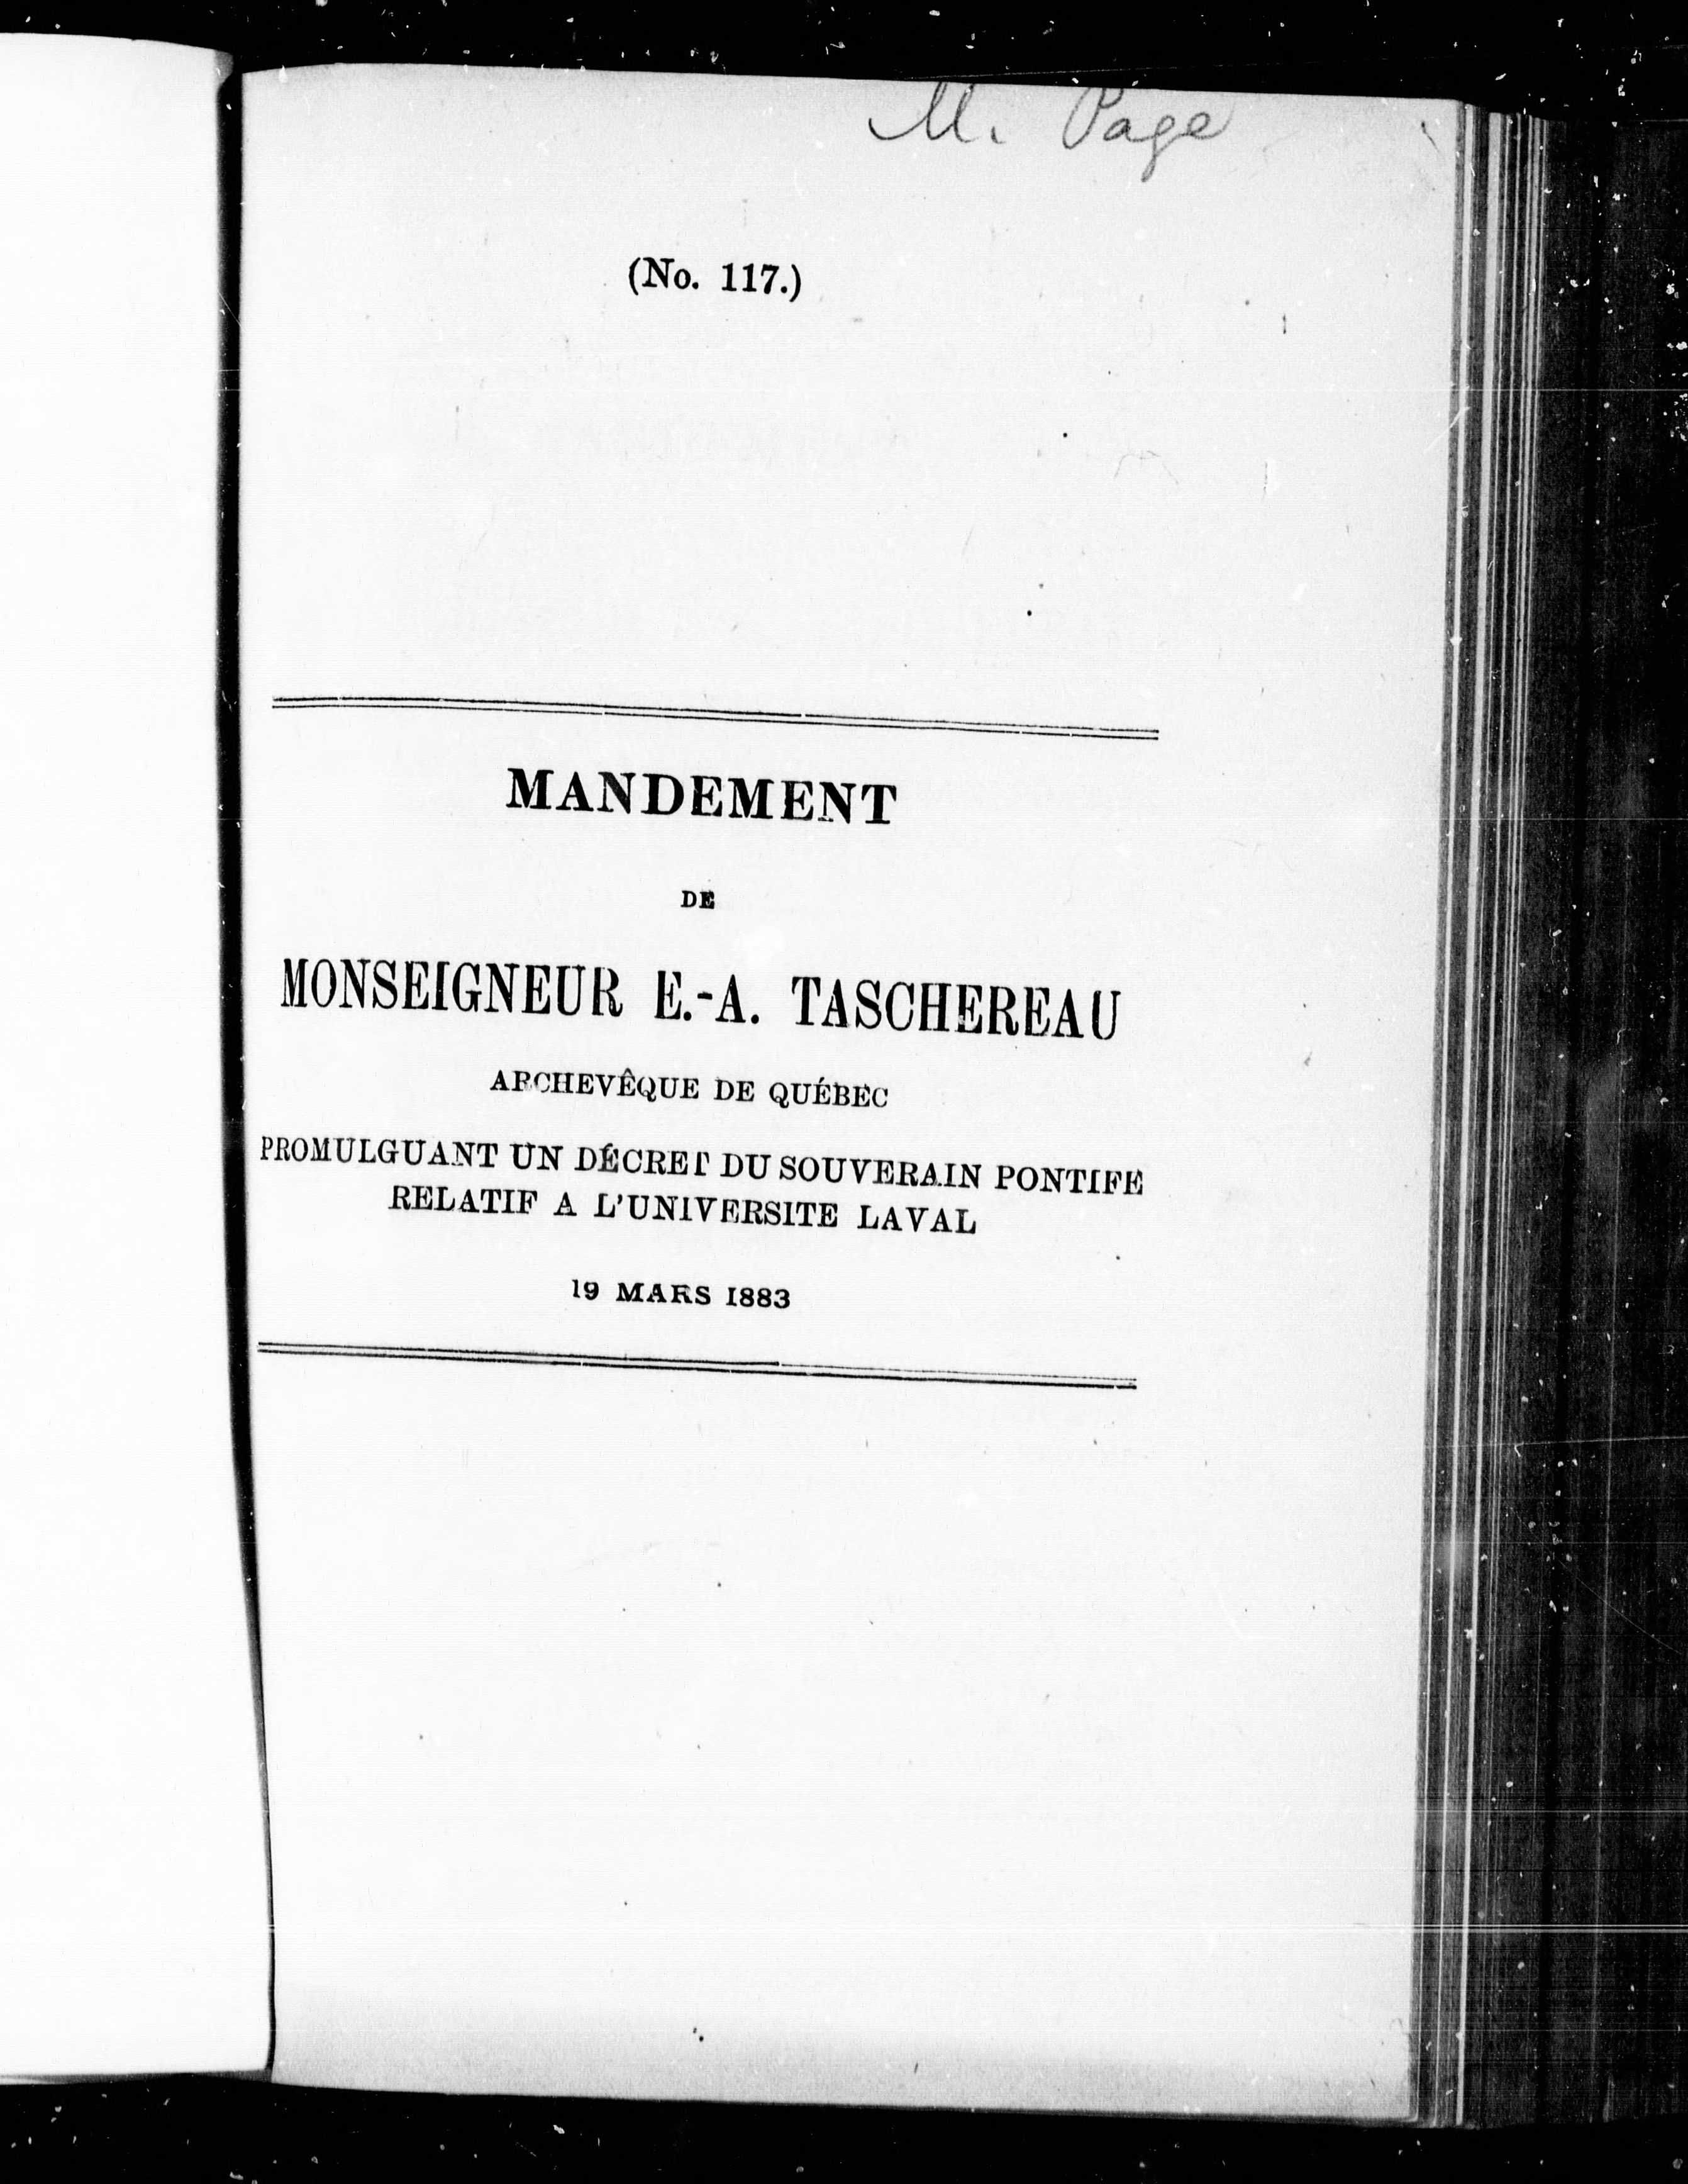 M. Page
(No. 117.)
MANDEMENT
DE
MONSEIGNEUR E.-A. TASCHEREAU
ARCHEVÊQUE DE QUÉBEC
PROMULGUANT UN DÉCRET DU SOUVERAIN PONTIFE
RELATIF A L'UNIVERSITE LAVAL
19 MARS 1883